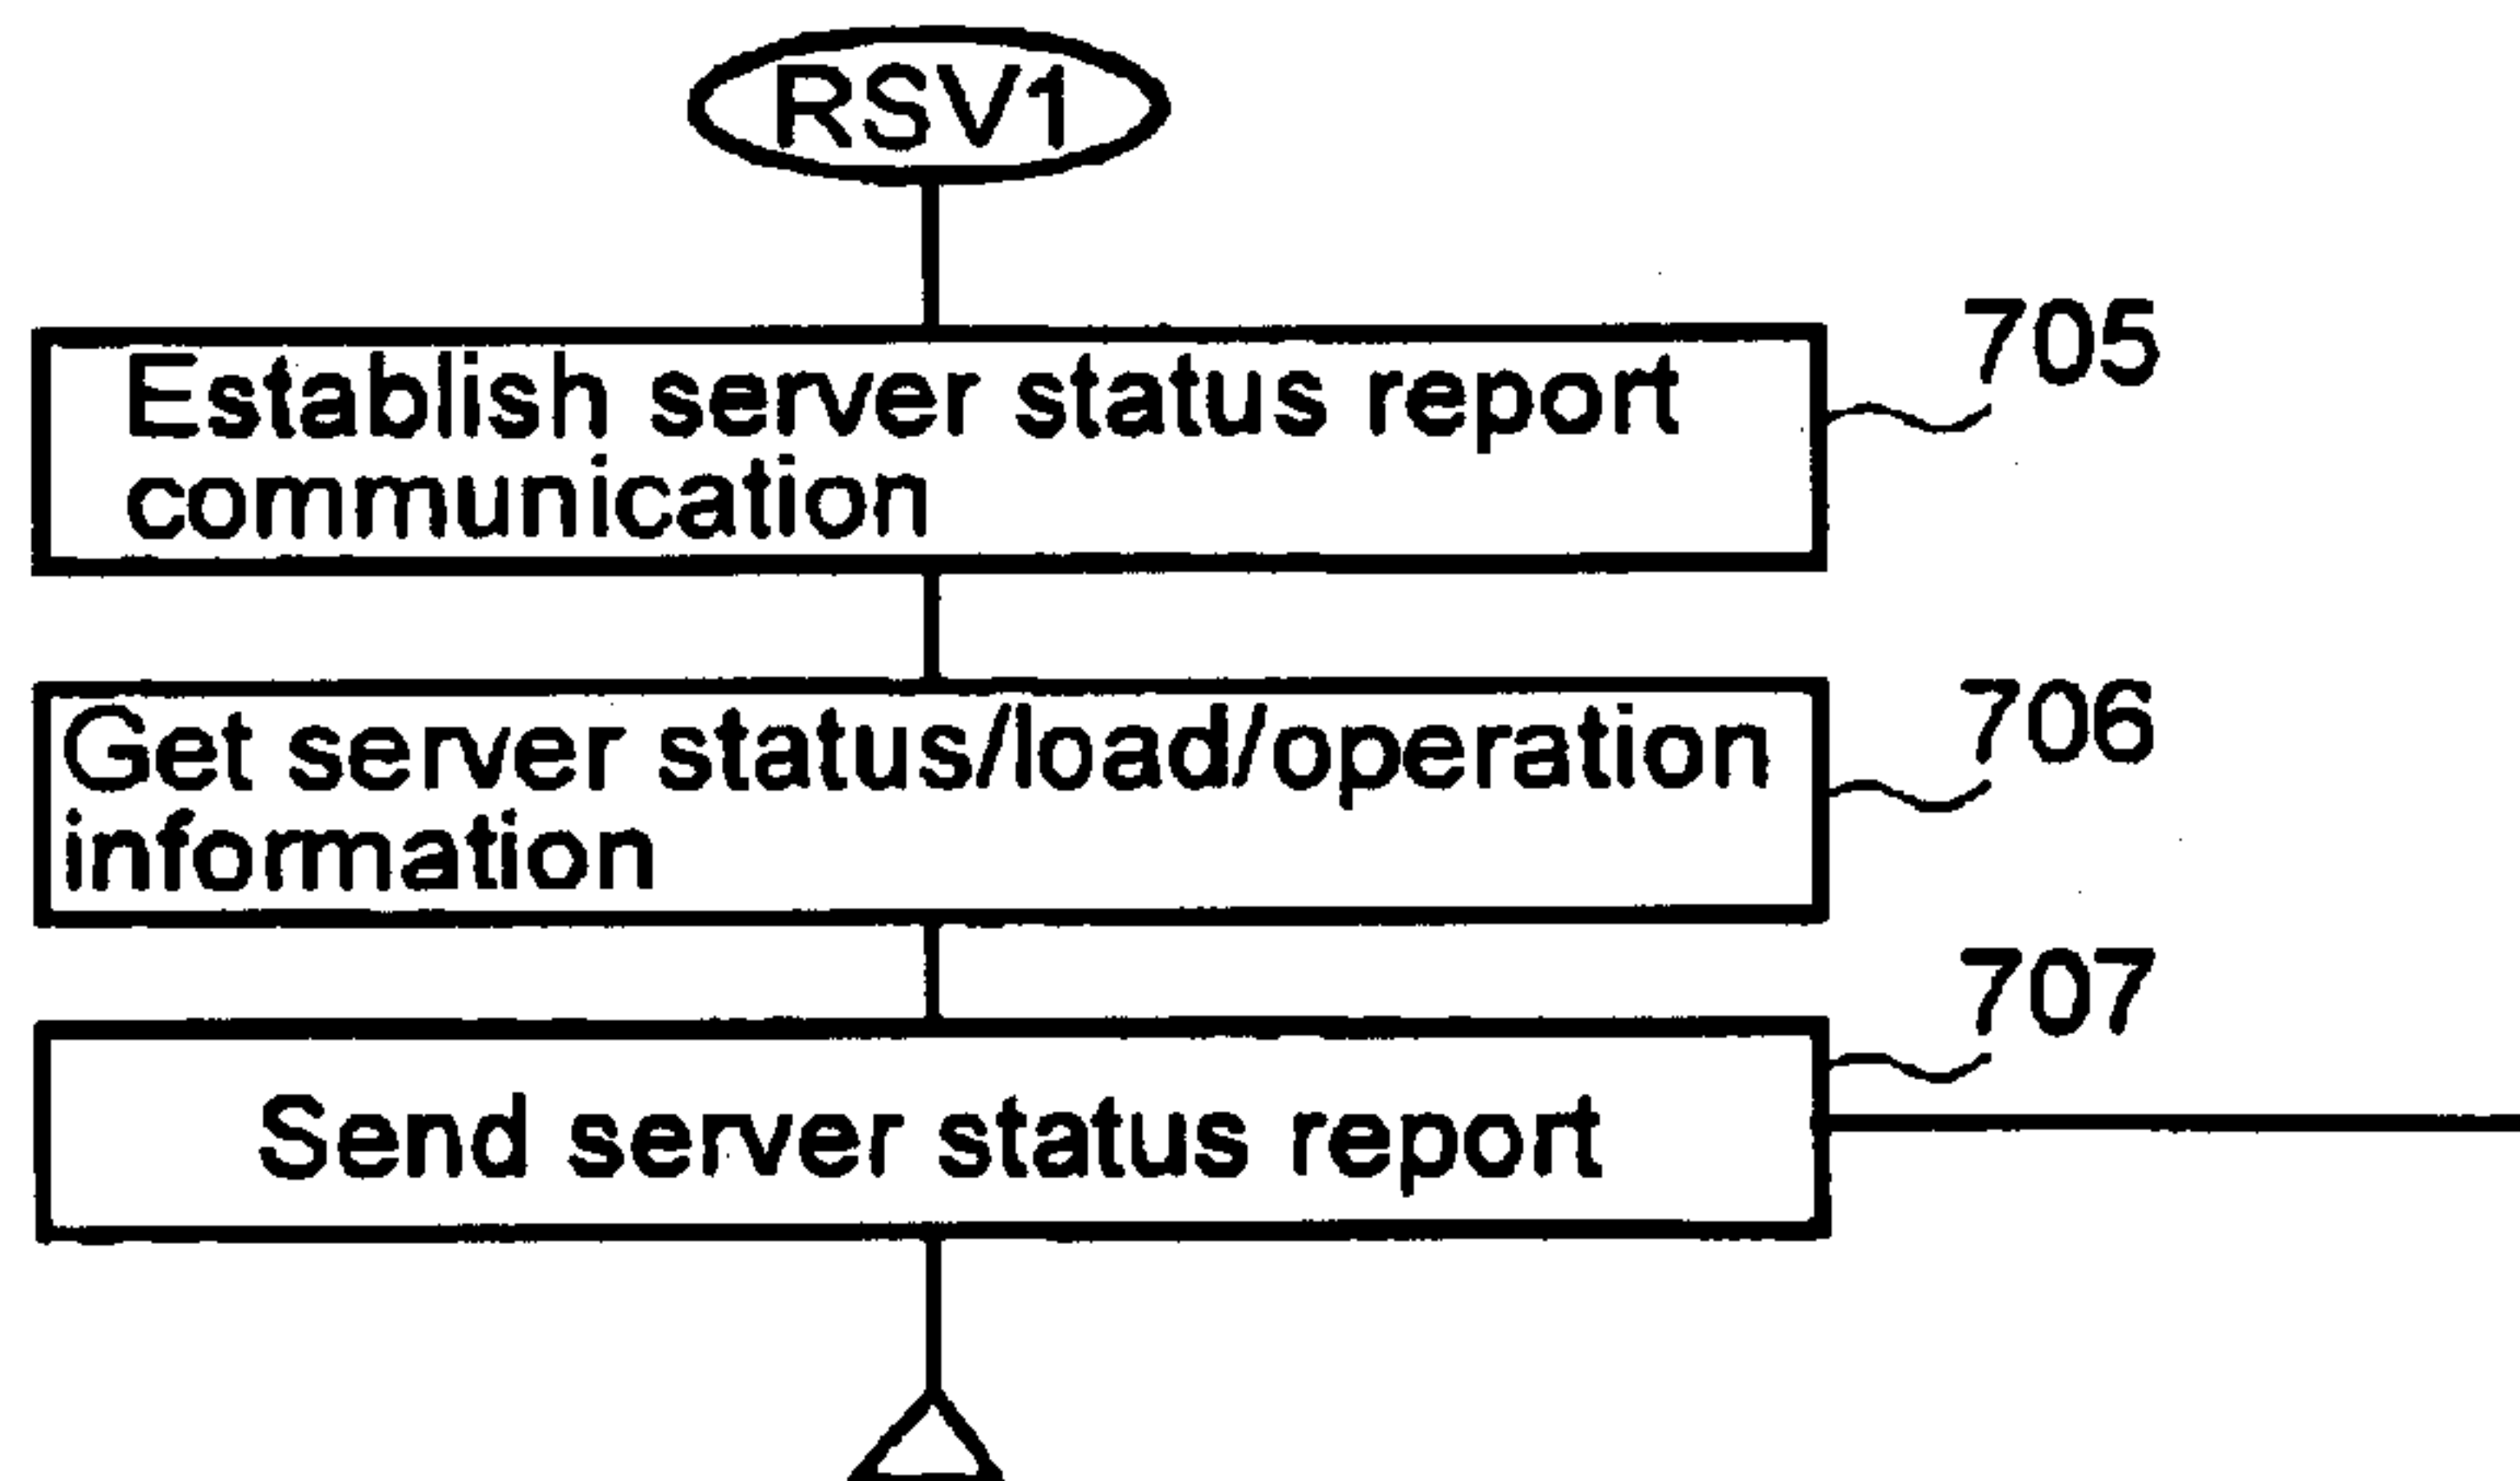 RSV1
Establish server status report
communication
705
Get server status/load/operation
information
706
707
Send server status report